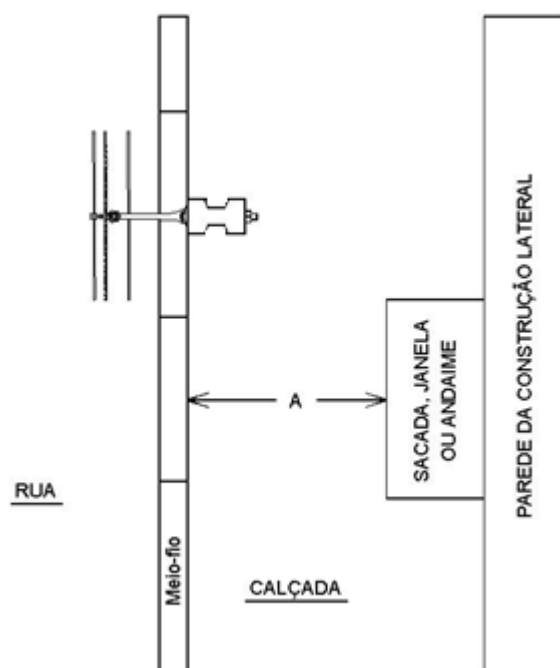 A
SACADA, JANELA
OU ANDAIME
PAREDE DA CONSTRUÇÃO LATERAL
RUA
Meio-fio
CALÇADA